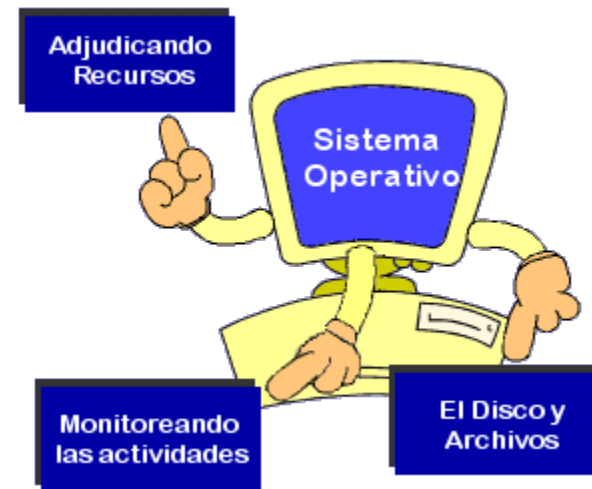 Adjudicando
Recursos
Sistema
Operativo
Monitoreando
las actividades
El Disco y
Archivos